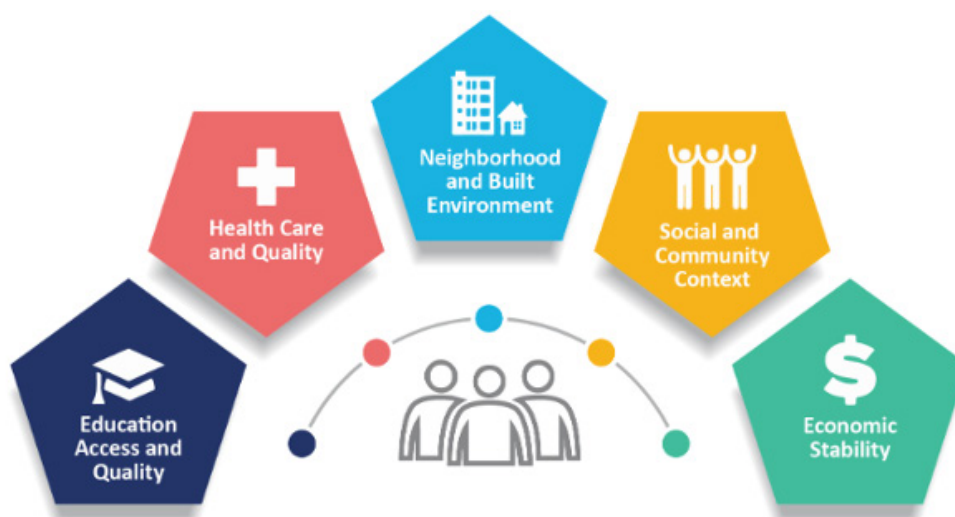 Education
Access and
Quality
Health Care
and Quality
Neighborhood
and Built
Environment
Social and
Community
Context
$
Economic
Stability